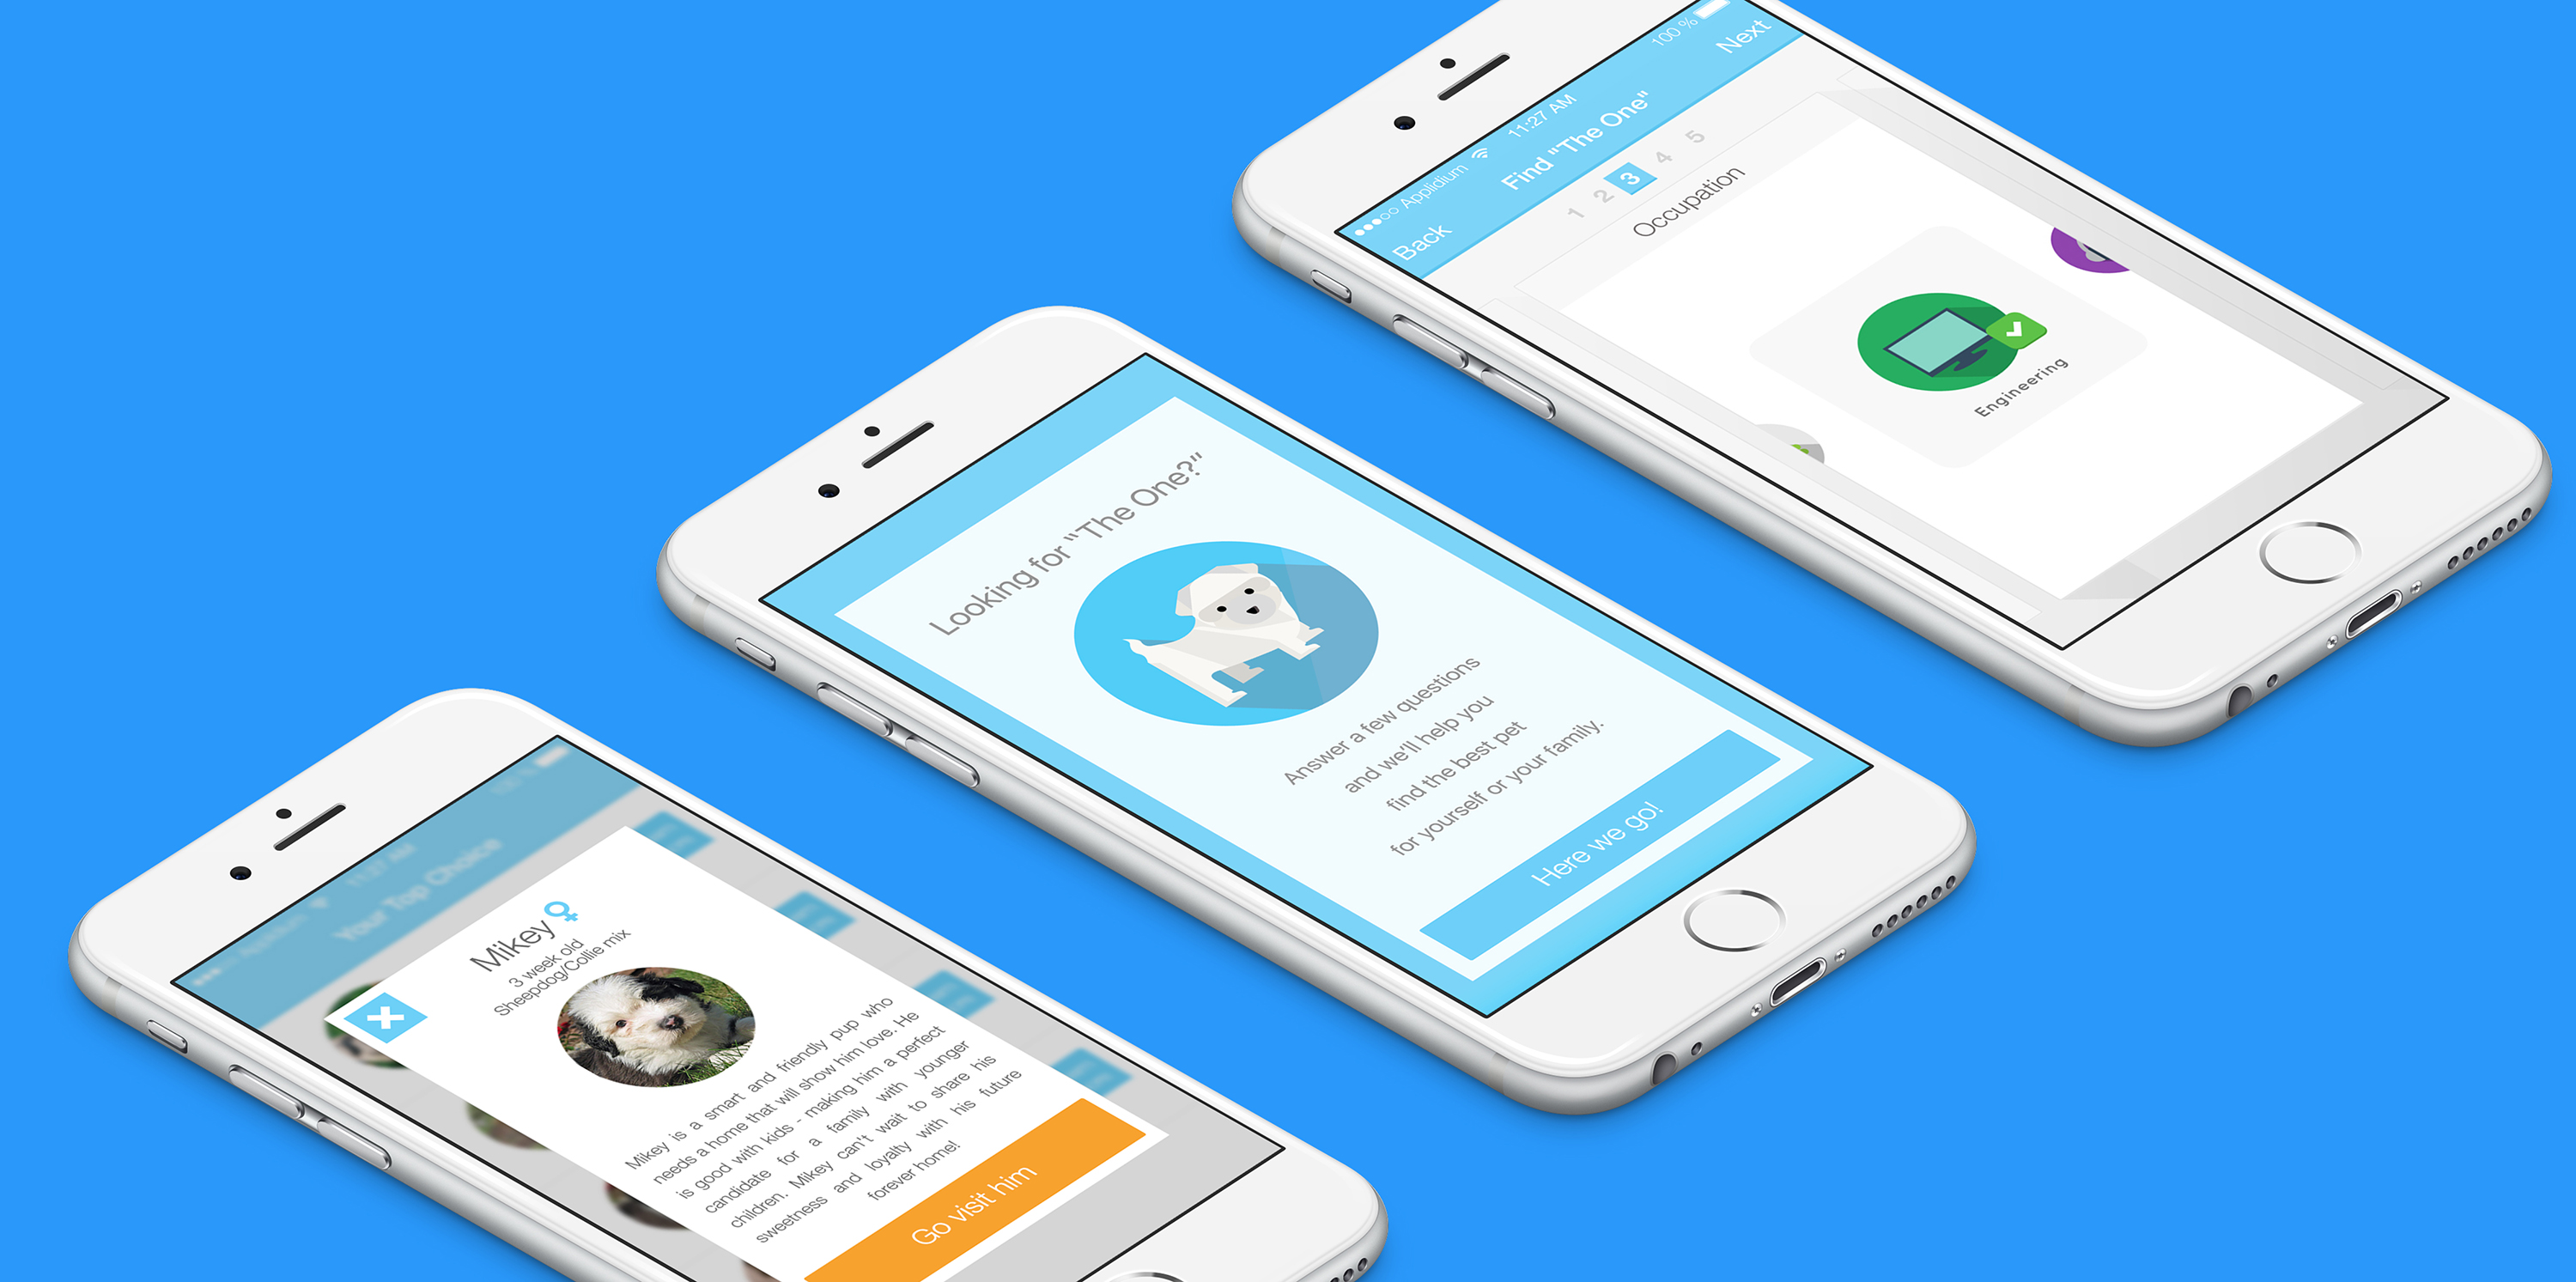 Applidium 11:27 AM 100 %
Back Find "The One" Next
1 2 3 4 5
Occupation
Engineering
Looking for “The One?”
Answer a few questions
and we'll help you
find the best pet
for yourself or your family.
Here we go!
Applidium 11:27 AM
Your Top Choice
Mikey
3 week old
Sheepdog/Collie mix
Mikey is a smart and friendly pup who
needs a home that will show him love. He
is good with kids - making him a perfect
candidate for a family with younger
children. Mikey can't wait to share his
sweetness and loyalty with his future
forever home!
Go visit him